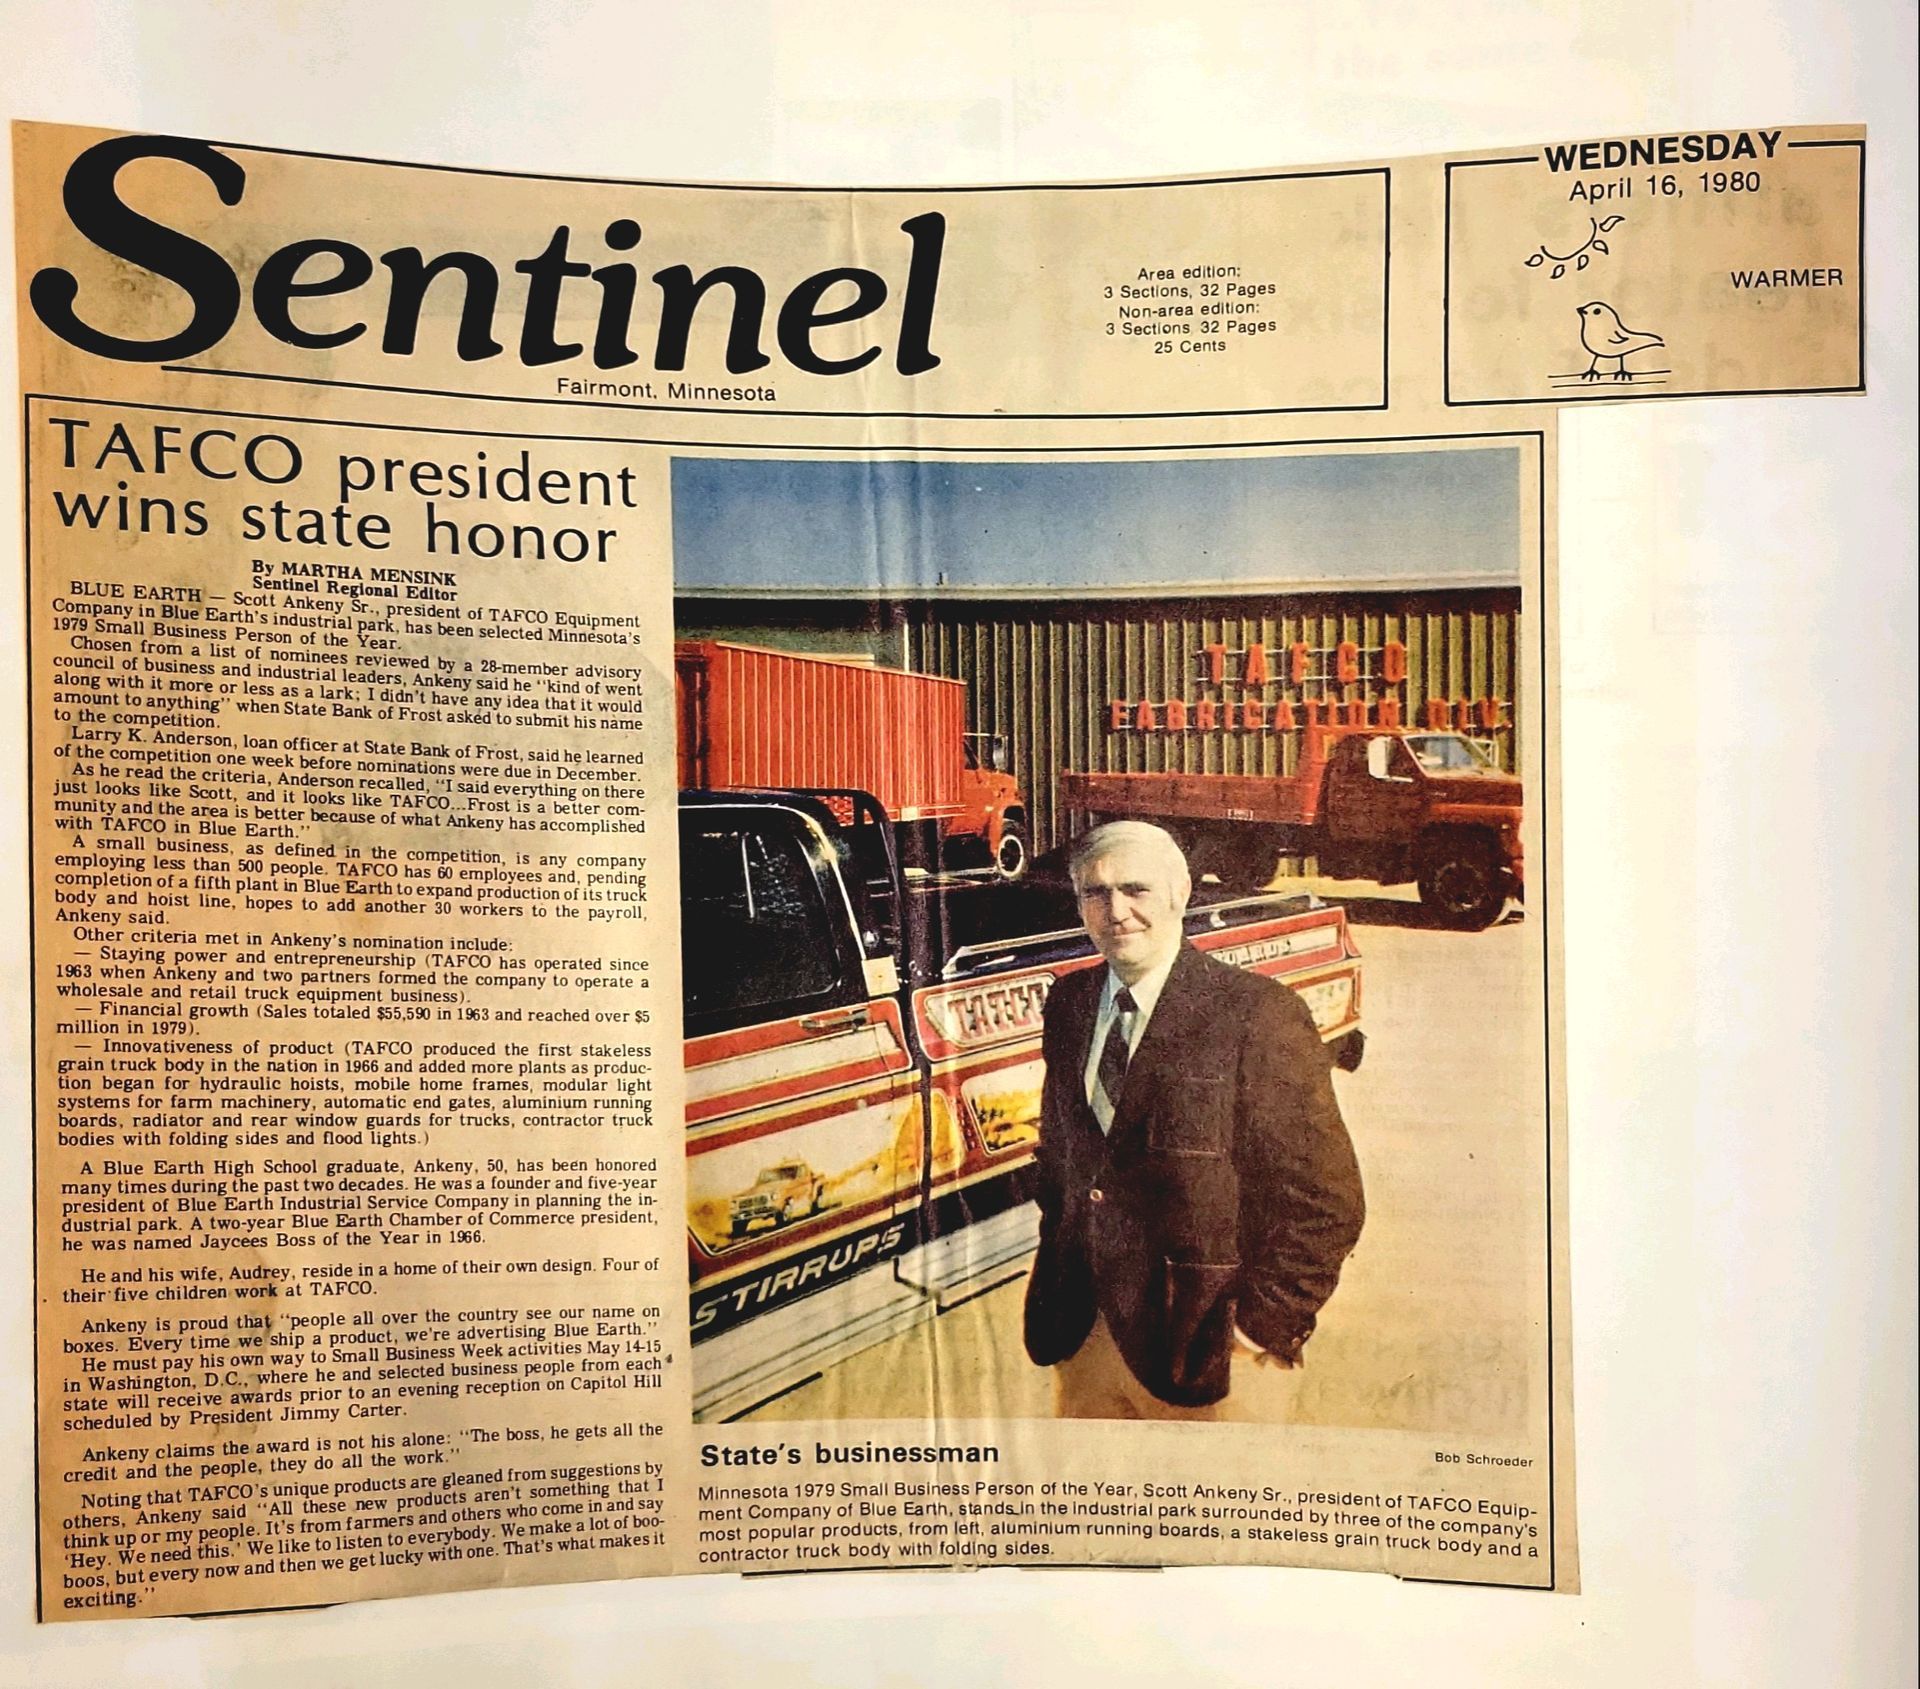 Sentinel
Fairmont, Minnesota
Area edition:
3 Sections, 32 Pages
Non-area edition:
3 Sections 32 Pages
25 Cents
WEDNESDAY
April 16, 1980
WARMER
TAFCO president
wins state honor
By MARTHA MENSINK
Sentinel Regional Editor
BLUE EARTH — Scott Ankeny Sr., president of TAFCO Equipment
Company in Blue Earth's industrial park, has been selected Minnesota's
1979 Small Business Person of the Year.
Chosen from a list of nominees reviewed by a 28-member advisory
council of business and industrial leaders, Ankeny said he "kind of went
along with it more or less as a lark; I didn't have any idea that it would
amount to anything" when State Bank of Frost asked to submit his name
to the competition.
Larry K. Anderson, loan officer at State Bank of Frost, said he learned
of the competition one week before nominations were due in December.
As he read the criteria, Anderson recalled, "I said everything on there
just looks like Scott, and it looks like TAFCO...Frost is a better com-
munity and the area is better because of what Ankeny has accomplished
with TAFCO in Blue Earth."
A small business, as defined in the competition, is any company
employing less than 500 people. TAFCO has 60 employees and, pending
completion of a fifth plant in Blue Earth to expand production of its truck
body and hoist line, hopes to add another 30 workers to the payroll,
Ankeny said.
Other criteria met in Ankeny's nomination include:
— Staying power and entrepreurship (TAFCO has operated since
1963 when Ankeny and two partners formed the company to operate a
wholesale and retail truck equipment business).
— Financial growth (Sales totaled $55,590 in 1963 and reached over $5
million in 1979).
— Innovativeness of product (TAFCO produced the first stakeless
grain truck body in the nation in 1966 and added more plants as produc-
tion began for hydraulic hoists, mobile home frames, modular light
systems for farm machinery, automatic end gates, aluminium running
boards, radiator and rear window guards for trucks, contractor truck
bodies with folding sides and flood lights.)
A Blue Earth High School graduate, Ankeny, 50, has been honored
many times during the past two decades. He was a founder and five-year
president of Blue Earth Industrial Service Company in planning the in-
dustrial park. A two-year Blue Earth Chamber of Commerce president,
he was named Jaycees Boss of the Year in 1966.
He and his wife, Audrey, reside in a home of their own design. Four of
their five children work at TAFCO.
Ankeny is proud that "people all over the country see our name on
boxes. Every time we ship a product, we're advertising Blue Earth."
He must pay his own way to Small Business Week activities May 14-15
in Washington, D.C., where he and selected business people from each
state will receive awards prior to an evening reception on Capitol Hill
scheduled by President Jimmy Carter.
Ankeny claims the award is not his alone: "The boss, he gets all the
credit and the people, they do all the work."
Noting that TAFCO's unique products are gleaned from suggestions by
others, Ankeny said "All these new products aren't something that I
think up or my people. It's from farmers and others who come in and say
'Hey. We need this.' We like to listen to everybody. We make a lot of boo-
boos, but every now and then we get lucky with one. That's what makes it
exciting."
TAFCO
FABRICATION DIV.
TAFCO
STIRRUPS
State's businessman
Bob Schroeder
Minnesota 1979 Small Business Person of the Year, Scott Ankeny Sr., president of TAFCO Equip-
ment Company of Blue Earth, stands in the industrial park surrounded by three of the company's
most popular products, from left, aluminium running boards, a stakeless grain truck body and a
contractor truck body with folding sides.